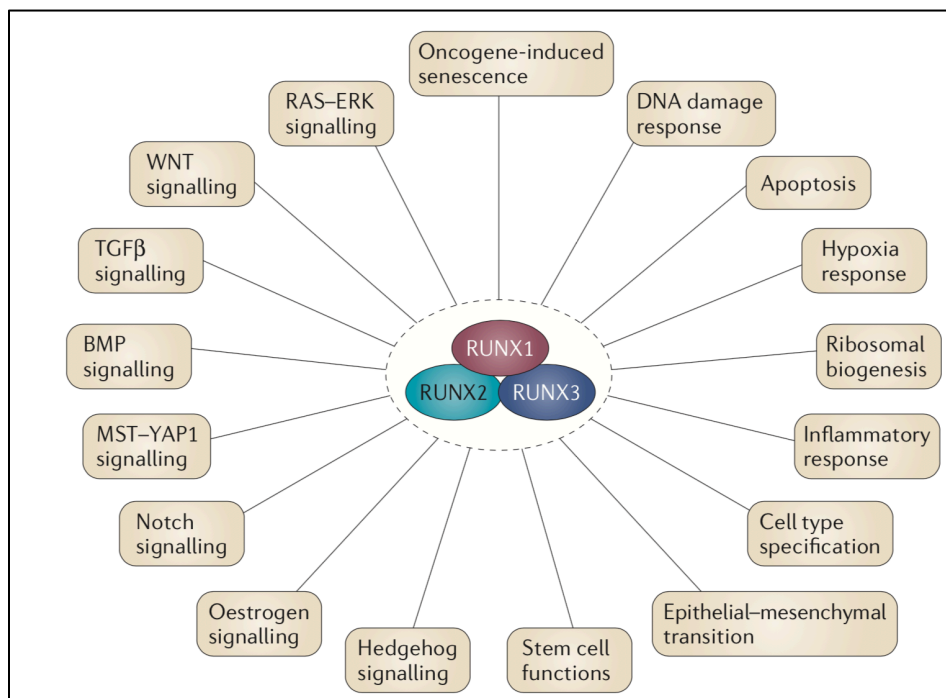 Oncogene-induced
senescence
RAS–ERK
signalling
DNA damage
response
WNT
signalling
Apoptosis
TGFβ
signalling
Hypoxia
response
BMP
signalling
RUNX1
RUNX2
RUNX3
Ribosomal
biogenesis
MST–YAP1
signalling
Inflammatory
response
Notch
signalling
Cell type
specification
Oestrogen
signalling
Hedgehog
signalling
Stem cell
functions
Epithelial–mesenchymal
transition